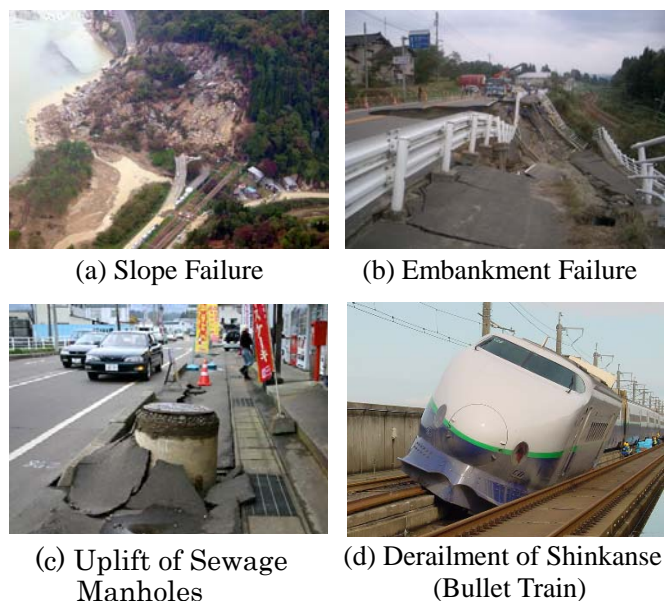 (a) Slope Failure
(b) Embankment Failure
(c) Uplift of Sewage
Manholes
(d) Derailment of Shinkanse
(Bullet Train)